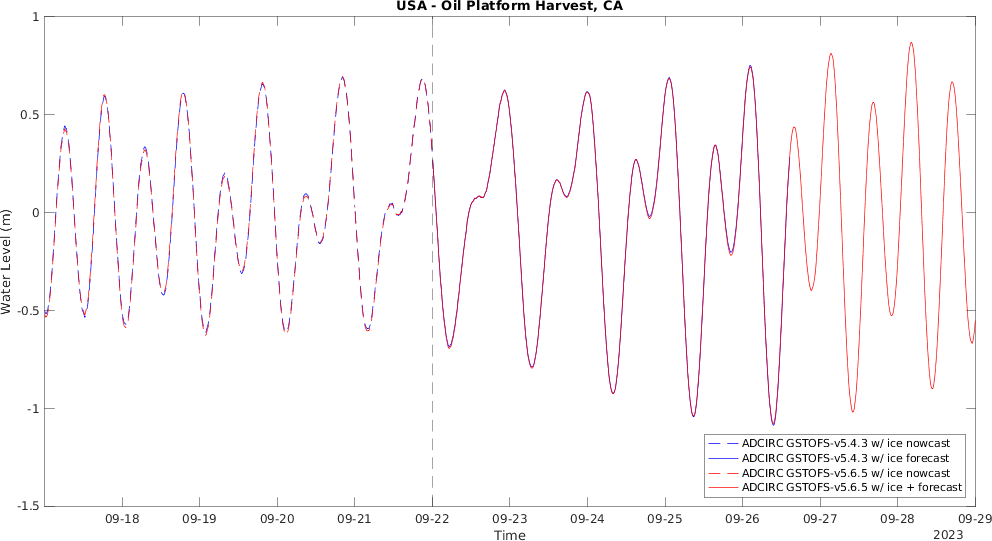 USA - Oil Platform Harvest, CA
1
0.5
0
-0.5
-1
-1.5
Water Level (m)
ADCIRC GSTOFS-v5.4.3 w/ ice nowcast
ADCIRC GSTOFS-v5.4.3 w/ ice forecast
ADCIRC GSTOFS-v5.6.5 w/ ice nowcast
ADCIRC GSTOFS-v5.6.5 w/ ice + forecast
09-18 09-19 09-20 09-21 09-22 09-23 09-24 09-25 09-26 09-27 09-28 09-29
Time
2023